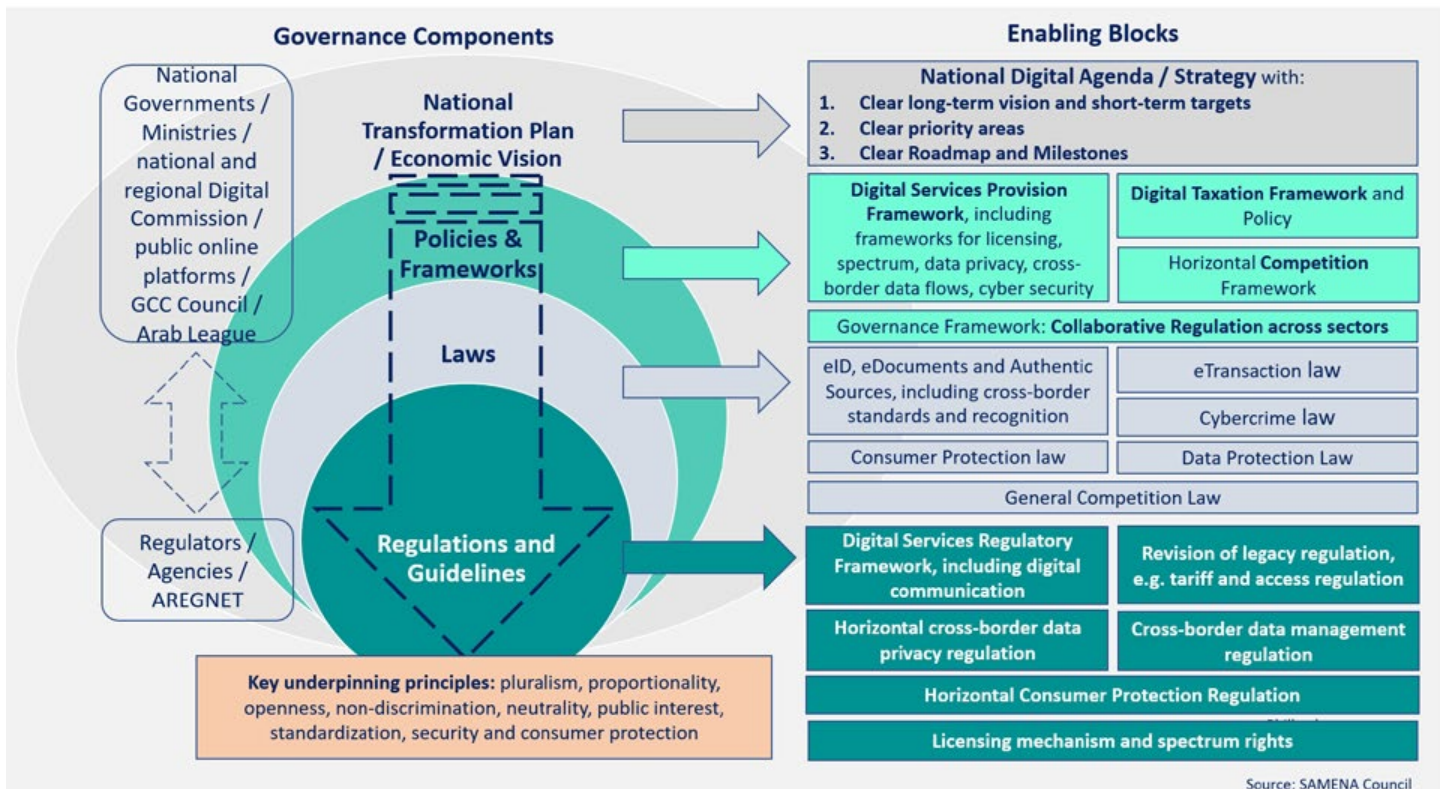 Governance Components
National
Governments /
Ministries /
national and
regional Digital
Commission /
public online
platforms /
GCC Council /
Arab League
Regulators /
Agencies /
AREGNET
National
Transformation Plan
/ Economic Vision
Policies &
Frameworks
Laws
Regulations and
Guidelines
Key underpinning principles: pluralism, proportionality,
openness, non-discrimination, neutrality, public interest,
standardization, security and consumer protection
Enabling Blocks
National Digital Agenda / Strategy with:
1. Clear long-term vision and short-term targets
2. Clear priority areas
3. Clear Roadmap and Milestones
Digital Services Provision
Framework, including
frameworks for licensing,
spectrum, data privacy, cross-
border data flows, cyber security
Digital Taxation Framework and
Policy
Horizontal Competition
Framework
Governance Framework: Collaborative Regulation across sectors
eID, eDocuments and Authentic
Sources, including cross-border
standards and recognition
eTransaction law
Cybercrime law
Consumer Protection law
Data Protection Law
General Competition Law
Digital Services Regulatory
Framework, including digital
communication
Revision of legacy regulation,
e.g. tariff and access regulation
Horizontal cross-border data
privacy regulation
Cross-border data management
regulation
Horizontal Consumer Protection Regulation
Licensing mechanism and spectrum rights
Source: SAMENA Council